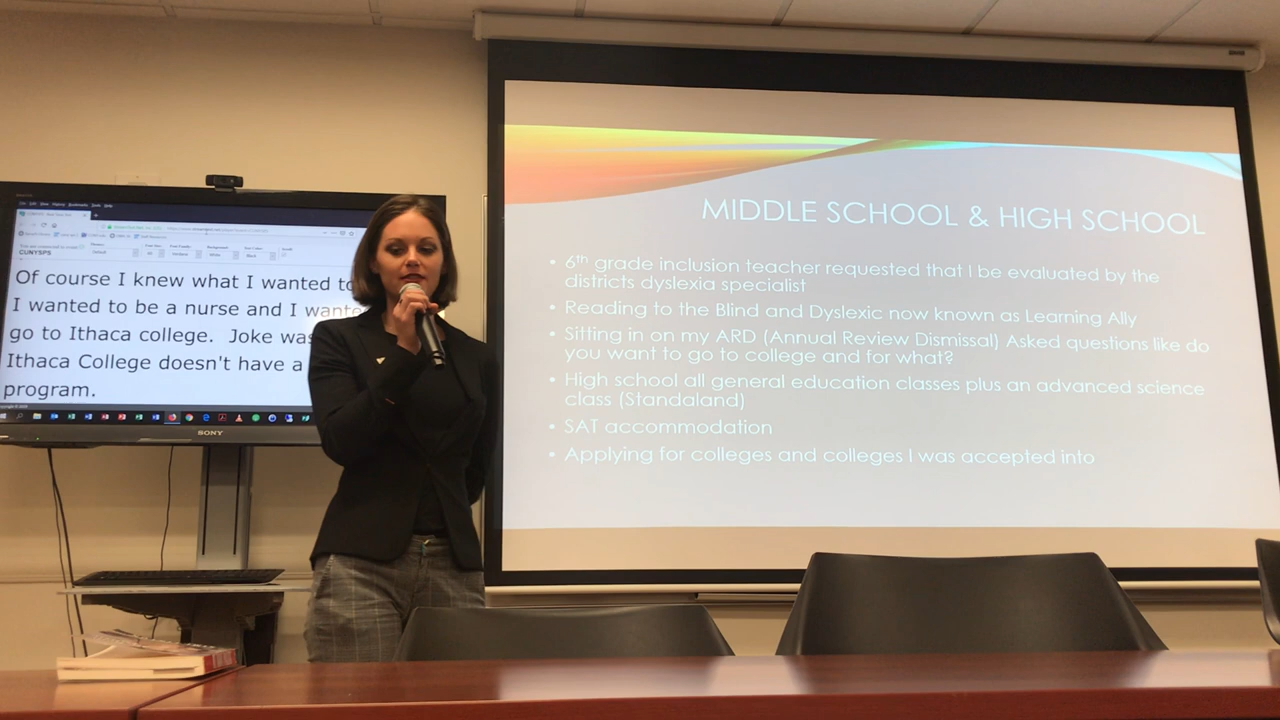 CUNYSPS
Of course I knew what I wanted to
I wanted to be a nurse and I wante
go to Ithaca college. Joke was
Ithaca College doesn't have a
program.
SONY
MIDDLE SCHOOL & HIGH SCHOOL
• 6th grade inclusion teacher requested that I be evaluated by the
districts dyslexia specialist
• Reading to the Blind and Dyslexic now known as Learning Ally
• Sitting in on my ARD (Annual Review Dismissal) Asked questions like do
you want to go to college and for what?
• High school all general education classes plus an advanced science
class (Standaland)
• SAT accommodation
• Applying for colleges and colleges I was accepted into